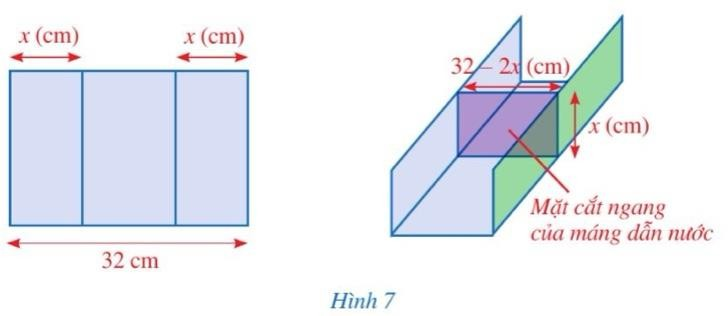 x (cm)
x (cm)
32 cm
32 – 2x (cm)
x (cm)
Mặt cắt ngang
của máng dẫn nước
Hình 7